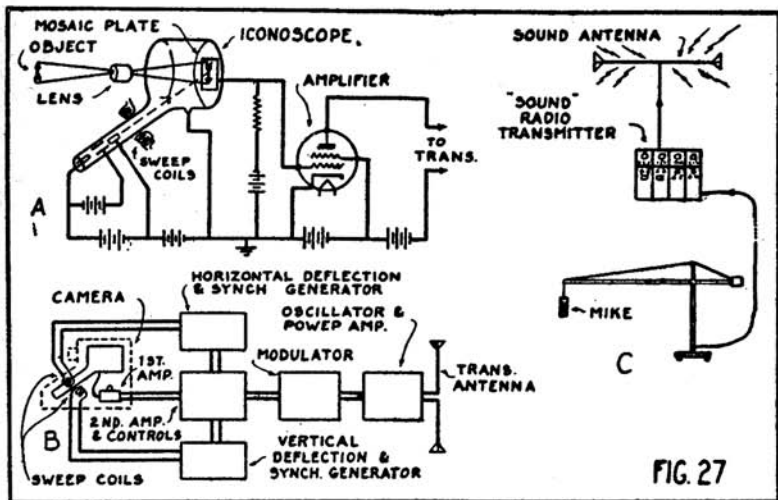 MOSAIC PLATE
OBJECT
ICONOSCOPE.
LENS
AMPLIFIER
SWEEP COILS
TO
TRANS.
A
1
HORIZONTAL DEFLECTION
& SYNCH GENERATOR
CAMERA
OSCILLATOR &
POWER AMP.
1ST.
AMP.
MODULATOR
TRANS.
ANTENNA
B
2ND. AMP.
& CONTROLS
SWEEP COILS
VERTICAL
DEFLECTION &
SYNCH. GENERATOR
SOUND ANTENNA
"SOUND"
RADIO
TRANSMITTER
MIKE
C
FIG. 27